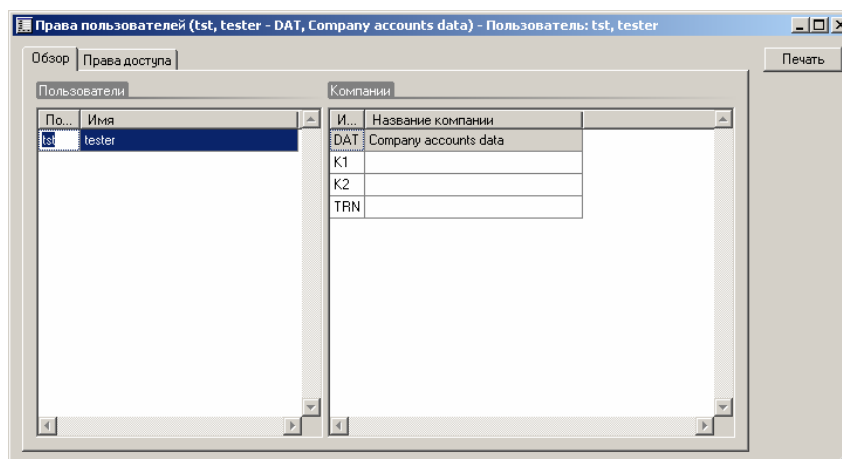 Права пользователей (tst, tester - DAT, Company accounts data) - Пользователь: tst, tester
Обзор Права доступа Печать
Пользователи Компании
По... Имя И... Название компании
tst tester DAT Company accounts data
K1
K2
TRN